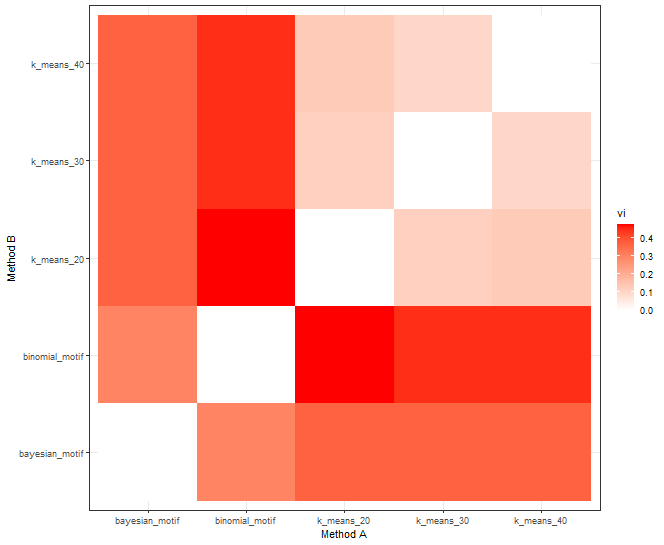 k_means_40
k_means_30
k_means_20
binomial_motif
bayesian_motif
Method B
bayesian_motif
binomial_motif
k_means_20
k_means_30
k_means_40
Method A
vi
0.4
0.3
0.2
0.1
0.0